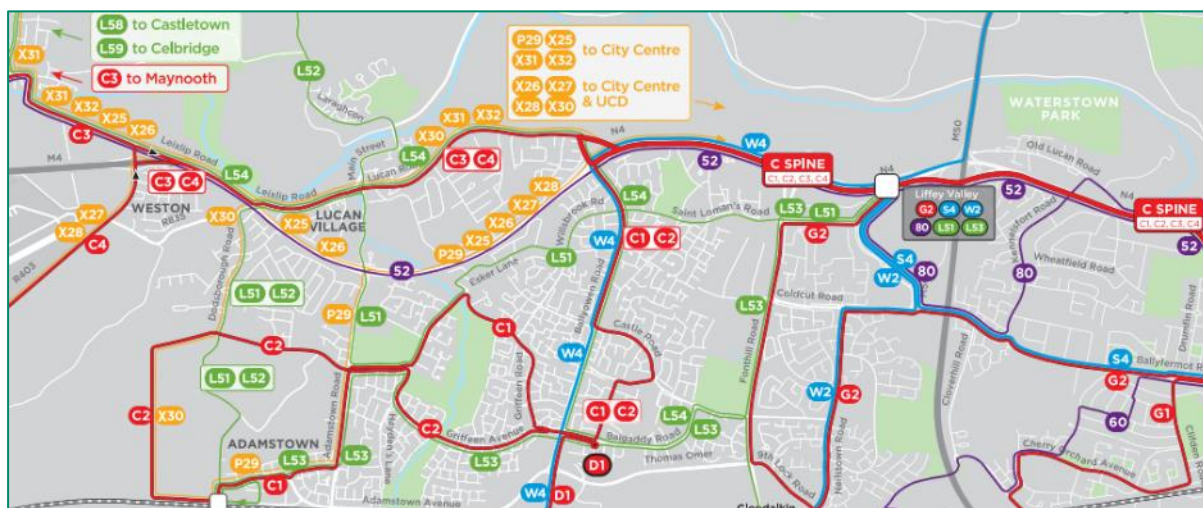 L58 to Castletown
L59 to Celbridge
C3 to Maynooth
X31
L52
Laraghcon
P29 X25
X31 X32
to City Centre
X26 X27
X28 X30
to City Centre
& UCD
WATERSTOWN
PARK
M50
X31
X32
X25
X26
C3
Leixlip Road
M4
C3 C4
WESTON
R403
X27
X28
C4
L54
Leixlip Road
Main Street
Lucan Road
L54
X30
X31
X32
C3 C4
N4
W4
52
C SPINE
C1, C2, C3, C4
N4
Liffey Valley
G2 S4 W2
80 L51 L53
Old Lucan Road
52
N4
C SPINE
C1, C2, C3, C4
52
Kennelsfort Road
80
Wheatfield Road
X30
X25
X26
LUCAN
VILLAGE
52
P29
X25
X26
X27
X28
Willsbrook Rd
L54
Saint Loman's Road
L53
L51
G2
W4
C1 C2
L51
Esker Lane
Ballyowen Road
S4
W2
80
Dodsborough Road
L51 L52
P29
L51
C1
Castle Road
L53
Coldcut Road
Fonthill Road
Cloverhill Road
Drumfin Road
Ballyfermot
S4
G2
C2
L51 L52
W4
Griffeen Road
W2
G2
C2
X30
ADAMSTOWN
Adamstown Road
Hayden's Lane
C2
Griffeen Avenue
L53
C1 C2
L54
Balgaddy Road
L53
D1
Thomas Omer
P29
L53
C1
L53
Adamstown Avenue
W4
D1
9th Lock Road
Neilstown Road
60
G1
Cherry Orchard Avenue
Clifden Road
Clondalkin